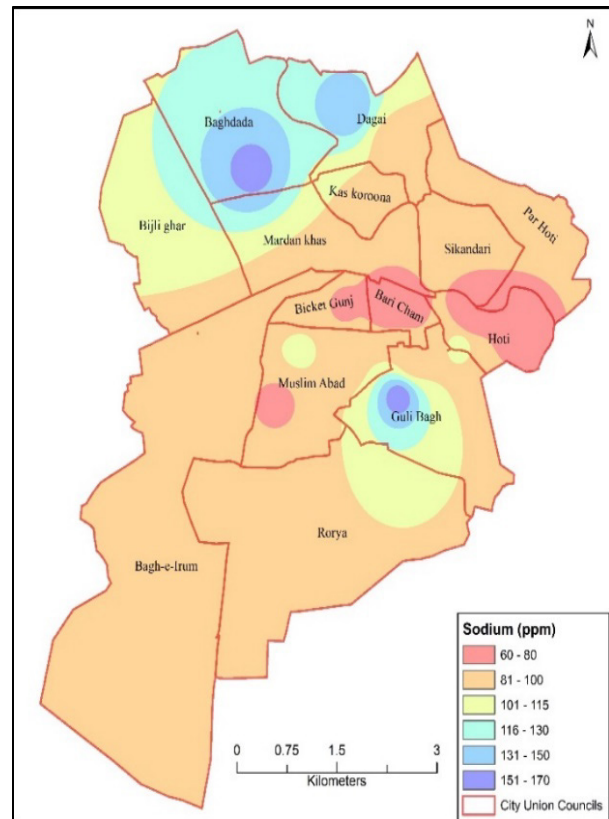 N
Baghdada
Dagai
Kas koroona
Par Hoti
Bijli ghar
Mardan khas
Sikandari
Bicket Gunj
Bari Cham
Hoti
Muslim Abad
Guli Bagh
Rorya
Bagh-e-Irum
Sodium (ppm)
60 - 80
81 - 100
101 - 115
116 - 130
131 - 150
151 - 170
City Union Councils
0 0.75 1.5 3
Kilometers